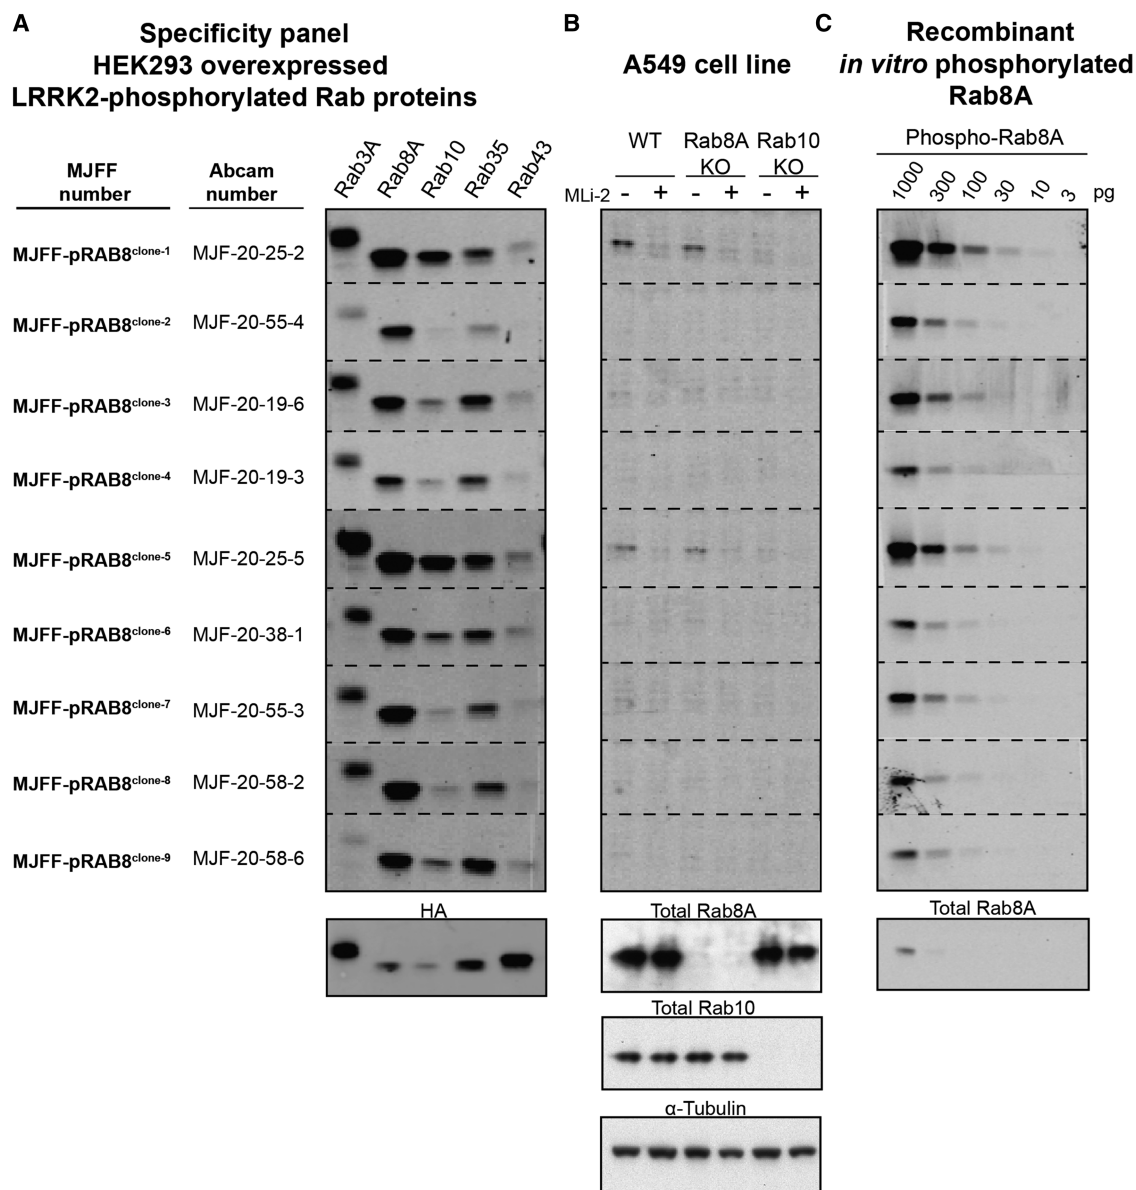 A
Specificity panel
HEK293 overexpressed
LRRK2-phosphorylated Rab proteins
MJFF
number
Abcam
number
Rab3A
Rab8A
Rab10
Rab35
Rab43
MJFF-pRAB8clone-1 MJF-20-25-2
MJFF-pRAB8clone-2 MJF-20-55-4
MJFF-pRAB8clone-3 MJF-20-19-6
MJFF-pRAB8clone-4 MJF-20-19-3
MJFF-pRAB8clone-5 MJF-20-25-5
MJFF-pRAB8clone-6 MJF-20-38-1
MJFF-pRAB8clone-7 MJF-20-55-3
MJFF-pRAB8clone-8 MJF-20-58-2
MJFF-pRAB8clone-9 MJF-20-58-6
HA
B
A549 cell line
WT
Rab8A
KO
Rab10
KO
MLi-2 - + - + - +
Total Rab8A
Total Rab10
α-Tubulin
C
Recombinant
in vitro phosphorylated
Rab8A
Phospho-Rab8A
1000 300 100 30 10 3 pg
Total Rab8A